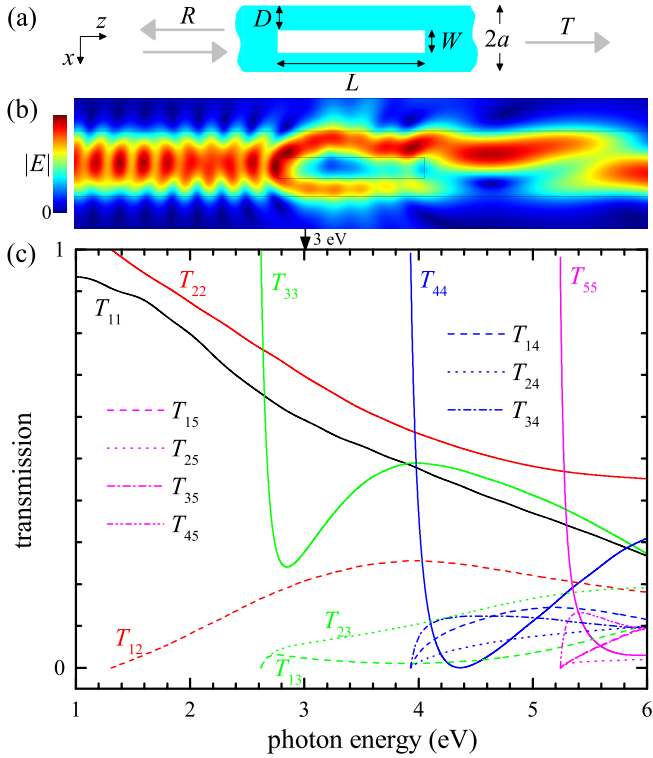 (a)
z
x
R
D
W
2a
L
T
(b)
|E|
0
3 eV
(c)
1
T22
T33
T44
T55
T11
T14
T24
T34
T15
T25
T35
T45
transmission
T12
T23
T13
0
1 2 3 4 5 6
photon energy (eV)